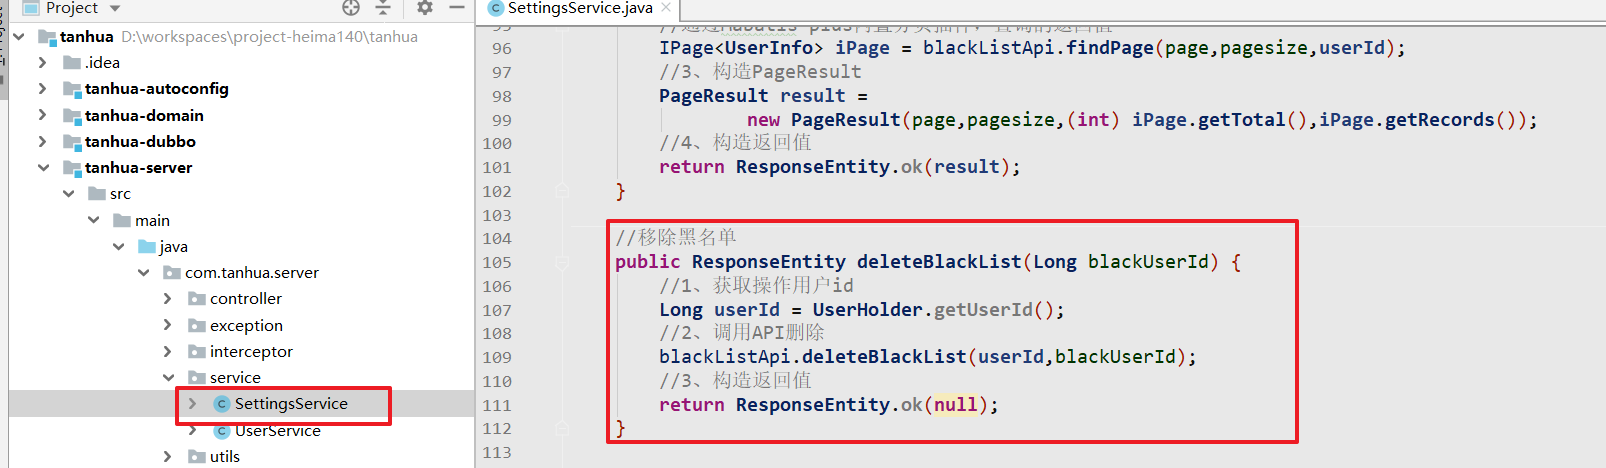 Project
tanhua D:\workspaces\project-heima140\tanhua
.idea
tanhua-autoconfig
tanhua-domain
tanhua-dubbo
tanhua-server
src
main
java
com.tanhua.server
controller
exception
interceptor
service
SettingsService
UserService
utils
SettingsService.java
96 IPage<UserInfo> iPage = blackListApi.findPage(page,pagesize,userId);
97 //3、构造PageResult
98 PageResult result =
99 new PageResult(page,pagesize,(int) iPage.getTotal(),iPage.getRecords());
100 //4、构造返回值
101 return ResponseEntity.ok(result);
102 }
103
104 //移除黑名单
105 public ResponseEntity deleteBlackList(Long blackUserId) {
106 //1、获取操作用户id
107 Long userId = UserHolder.getUserId();
108 //2、调用API删除
109 blackListApi.deleteBlackList(userId,blackUserId);
110 //3、构造返回值
111 return ResponseEntity.ok(null);
112 }
113